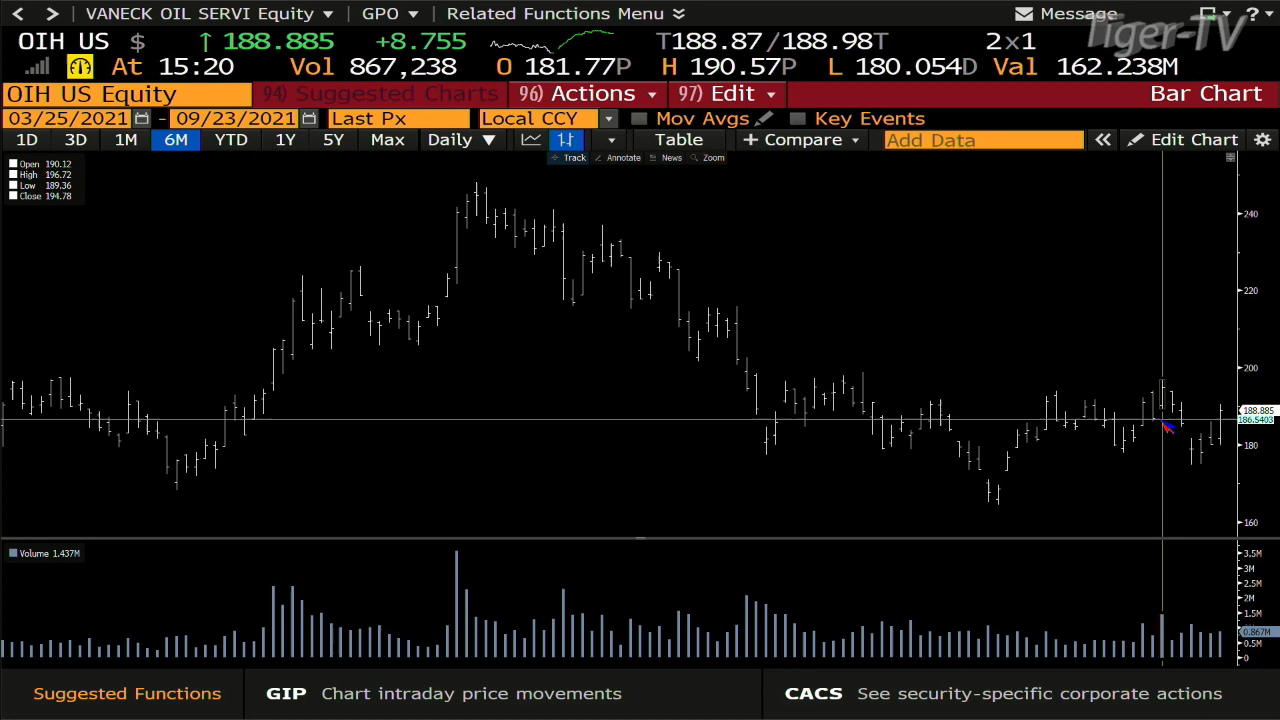 < > VANECK OIL SERVI Equity GPO Related Functions Menu Message ?
Tiger-TV
OIH US $ ↑ 188.885 +8.755 T188.87/188.98T 2×1
At 15:20 Vol 867,238 O 181.77P H 190.57P L 180.054D Val 162.238M
OIH US Equity 94) Suggested Charts 96) Actions 97) Edit Bar Chart
03/25/2021 - 09/23/2021 Last Px Local CCY Mov Avgs Key Events
1D 3D 1M 6M YTD 1Y 5Y Max Daily ▼ Table + Compare Add Data « Edit Chart
Track Annotate News Zoom
Open 190.12
High 196.72
Low 189.36
Close 194.78
240
220
200
188.885
186.5403
180
160
Volume 1.437M
3.5M
3M
2.5M
2M
1.5M
0.867M
0.5M
0
Suggested Functions GIP Chart intraday price movements CACS See security-specific corporate actions